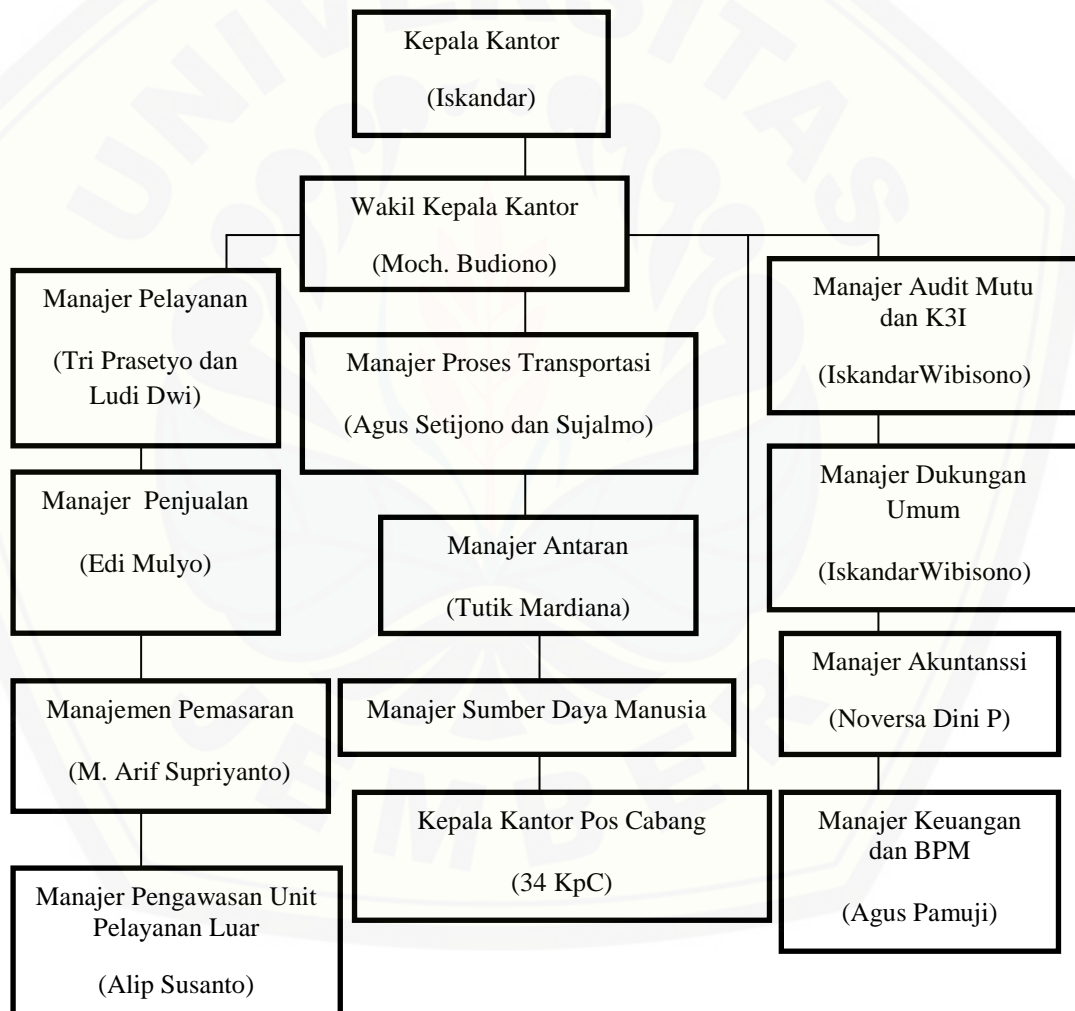 Kepala Kantor
(Iskandar)
Wakil Kepala Kantor
(Moch. Budiono)
Manajer Pelayanan
(Tri Prasetyo dan
Ludi Dwi)
Manajer Penjualan
(Edi Mulyo)
Manajemen Pemasaran
(M. Arif Supriyanto)
Manajer Pengawasan Unit
Pelayanan Luar
(Alip Susanto)
Manajer Proses Transportasi
(Agus Setijono dan Sujalmo)
Manajer Antaran
(Tutik Mardiana)
Manajer Sumber Daya Manusia
Kepala Kantor Pos Cabang
(34 KpC)
Manajer Audit Mutu
dan K3I
(IskandarWibisono)
Manajer Dukungan
Umum
(IskandarWibisono)
Manajer Akuntanssi
(Noversa Dini P)
Manajer Keuangan
dan BPM
(Agus Pamuji)
UNIVERSITAS
JEMBER